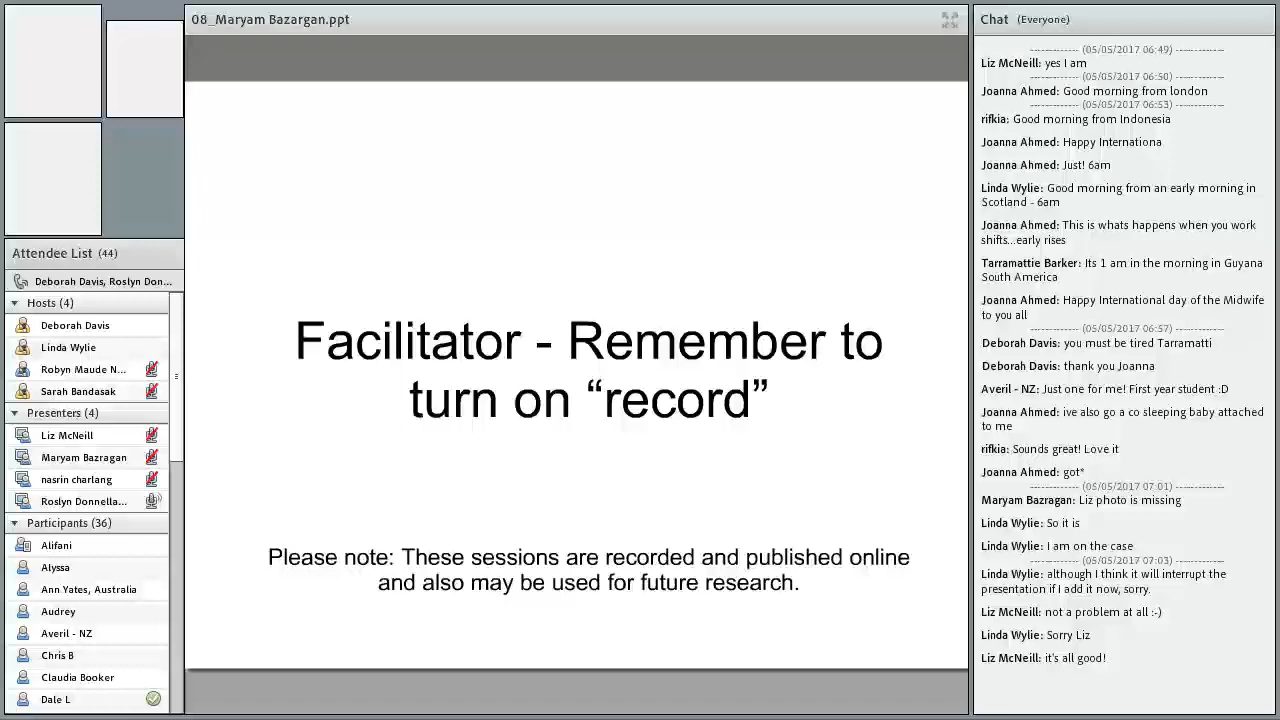 08_Maryam Bazargan.ppt
Facilitator - Remember to
turn on “record”
Please note: These sessions are recorded and published online
and also may be used for future research.
Attendee List (44)
Deborah Davis, Roslyn Don...
Hosts (4)
Deborah Davis
Linda Wylie
Robyn Maude N...
Sarah Bandasak
Presenters (4)
Liz McNeill
Maryam Bazragan
nasrin charlang
Roslyn Donnella...
Participants (36)
Alifani
Alyssa
Ann Yates, Australia
Audrey
Averil - NZ
Chris B
Claudia Booker
Dale L
Chat (Everyone)
------------- (05/05/2017 06:49) -------------
Liz McNeill: yes I am
------------- (05/05/2017 06:50) -------------
Joanna Ahmed: Good morning from london
------------- (05/05/2017 06:53) -------------
rifkia: Good morning from Indonesia
Joanna Ahmed: Happy Internationa
Joanna Ahmed: Just! 6am
Linda Wylie: Good morning from an early morning in
Scotland - 6am
Joanna Ahmed: This is whats happens when you work
shifts...early rises
Tarramattie Barker: Its 1 am in the morning in Guyana
South America
Joanna Ahmed: Happy International day of the Midwife
to you all
------------- (05/05/2017 06:57) -------------
Deborah Davis: you must be tired Tarramatti
Deborah Davis: thank you Joanna
Averil - NZ: Just one for me! First year student :D
Joanna Ahmed: ive also go a co sleeping baby attached
to me
rifkia: Sounds great! Love it
Joanna Ahmed: got*
------------- (05/05/2017 07:01) -------------
Maryam Bazragan: Liz photo is missing
Linda Wylie: So it is
Linda Wylie: I am on the case
------------- (05/05/2017 07:03) -------------
Linda Wylie: although I think it will interrupt the
presentation if I add it now, sorry.
Liz McNeill: not a problem at all :-)
Linda Wylie: Sorry Liz
Liz McNeill: it's all good!